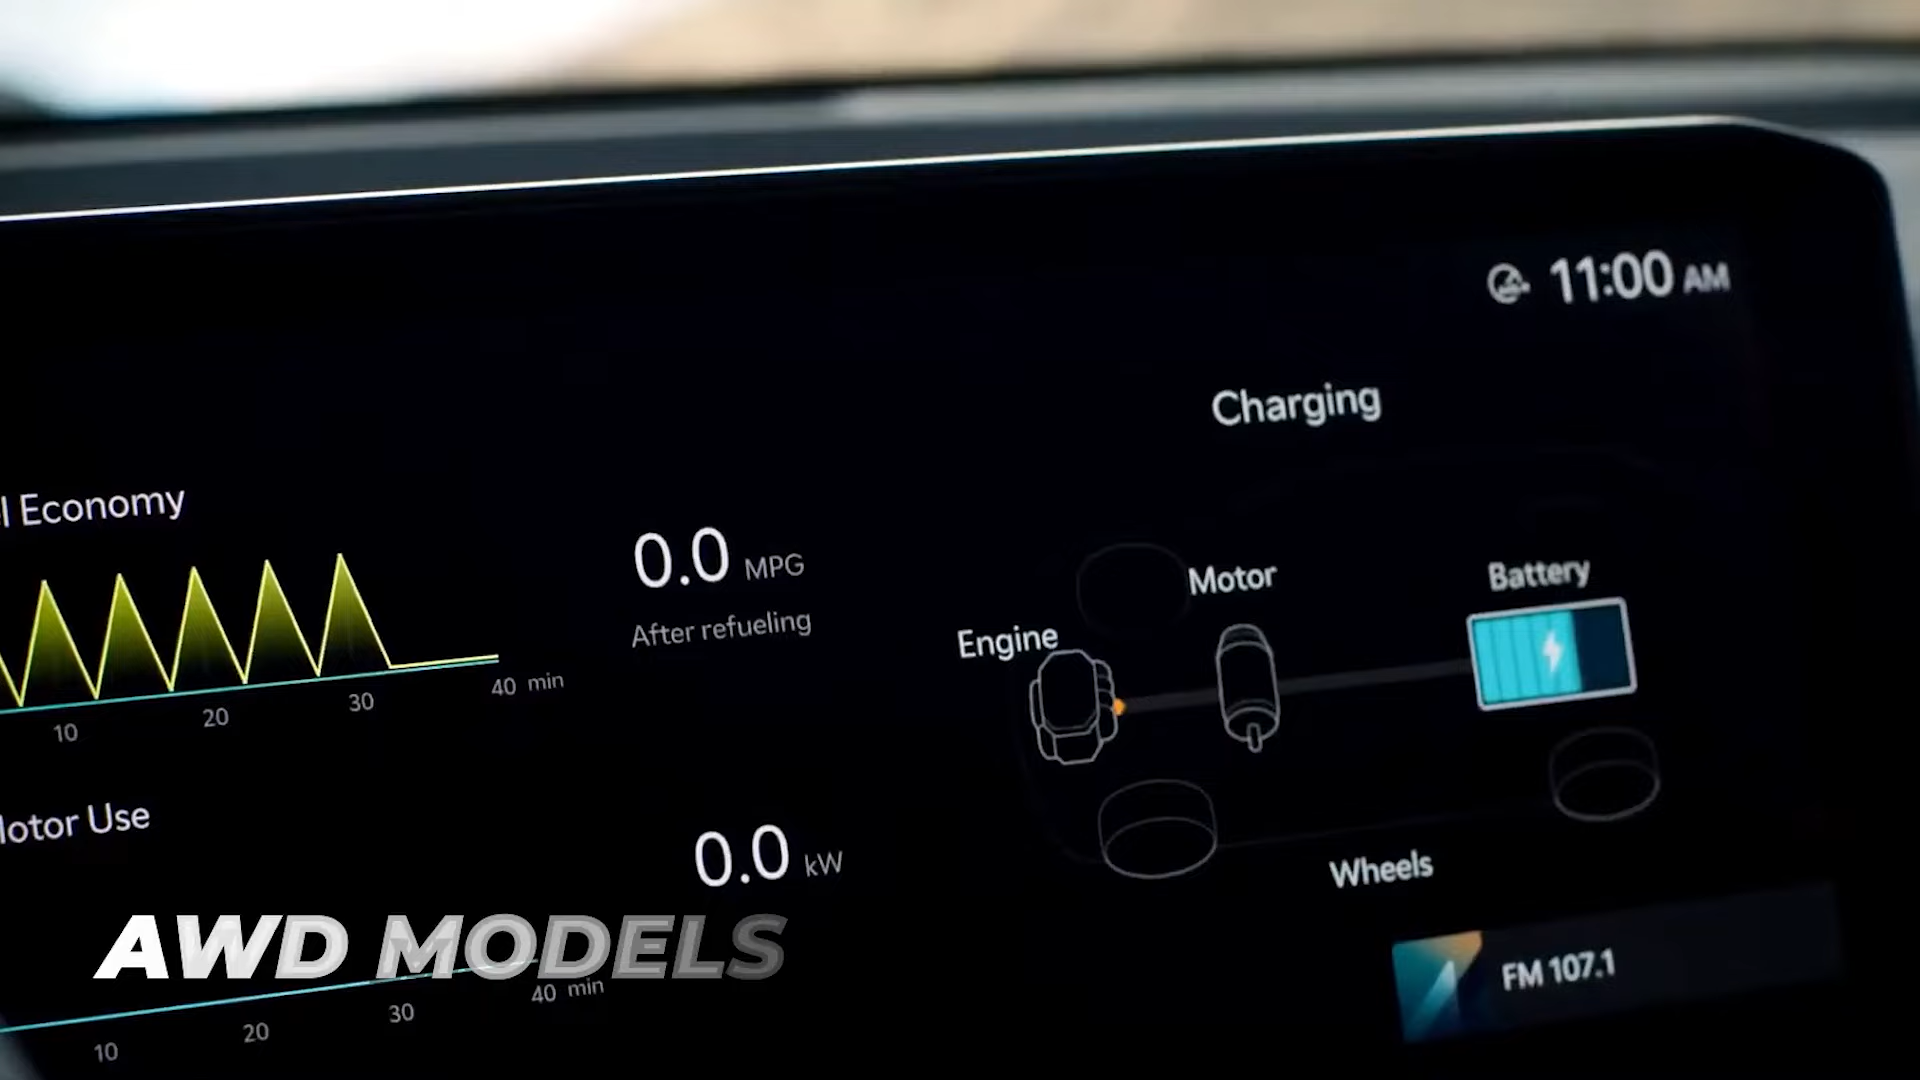 11:00 AM
Charging
l Economy
0.0 MPG
After refueling
10 20 30 40 min
Engine
Motor
Battery
Motor Use
0.0 kW
Wheels
AWD MODELS
10 20 30 40 min
FM 107.1